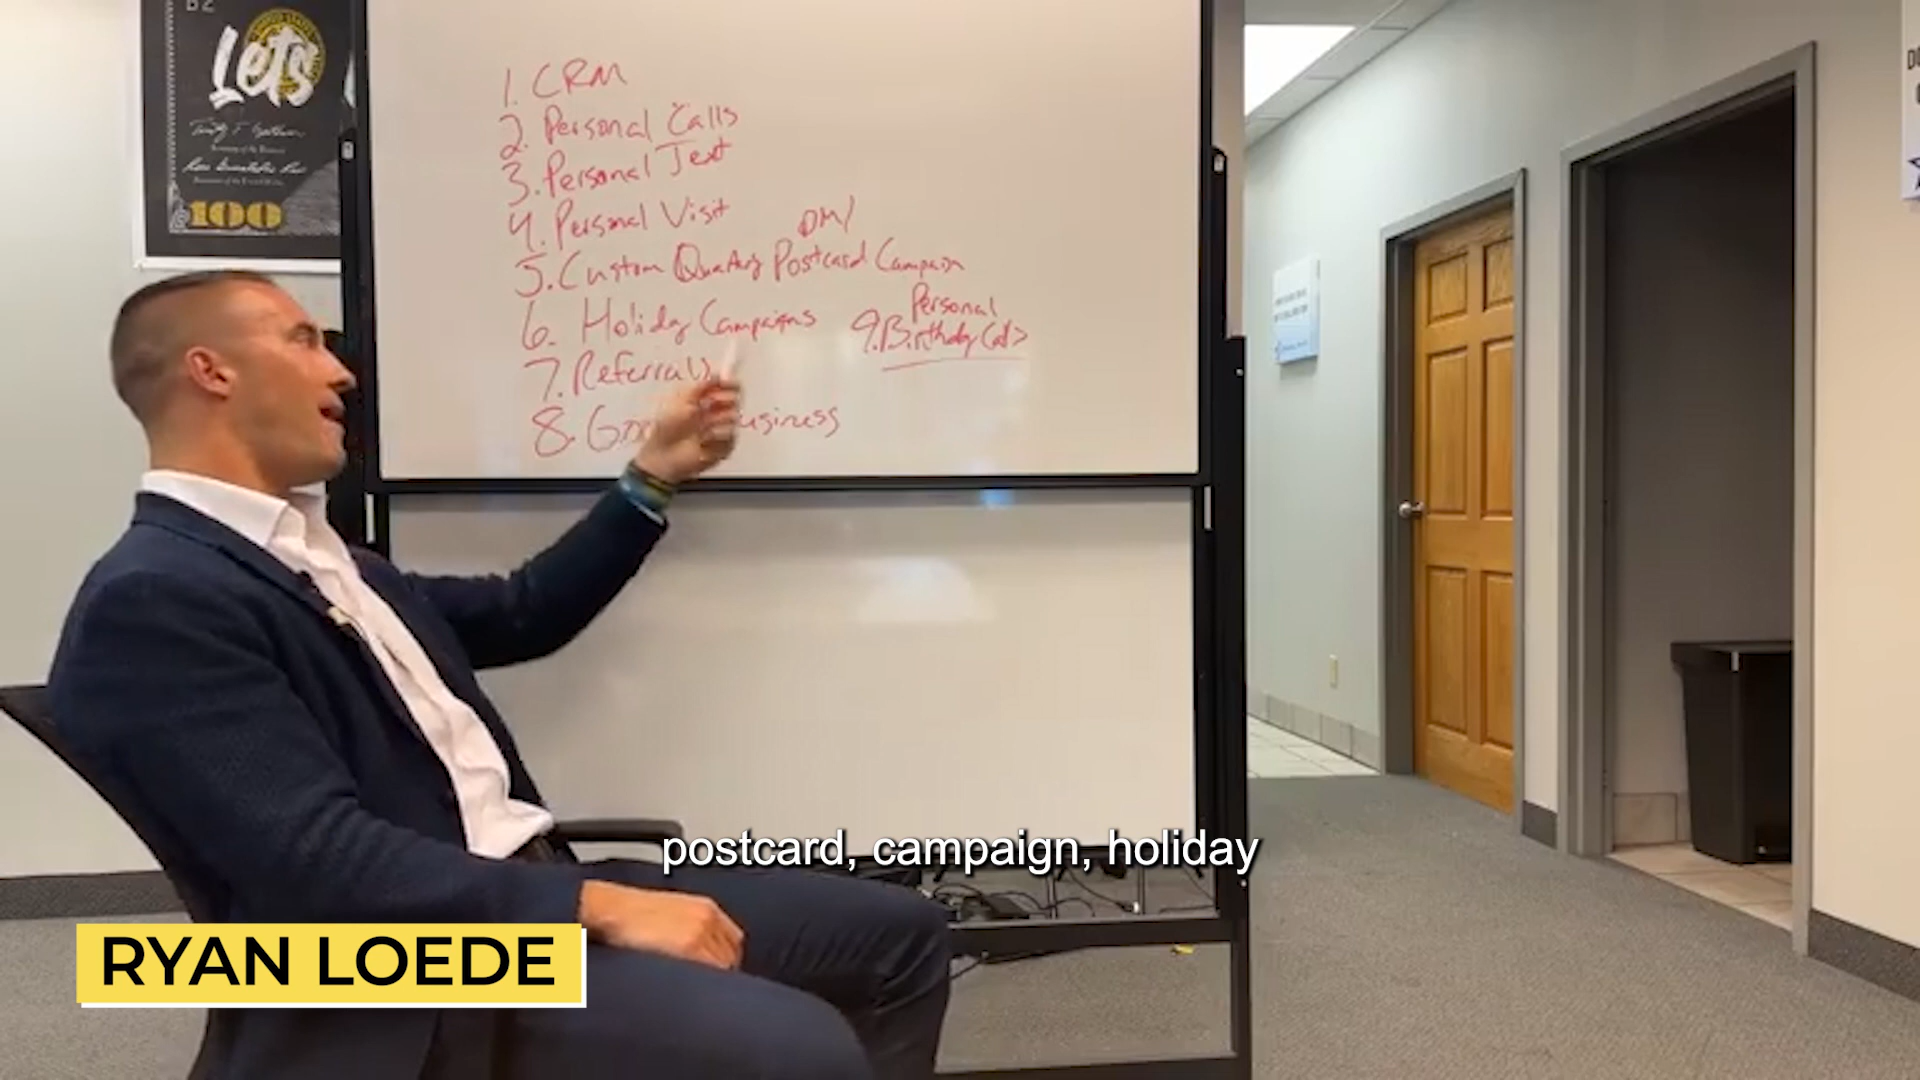 Lets
100
1. CRM
2. Personal Calls
3. Personal Text
4. Personal Visit
DM/
5. Custom Quarterly Postcard Campaign
6. Holiday Campaigns
Personal
9. Birthday Calls
7. Referrals
8. Business
postcard, campaign, holiday
RYAN LOEDE